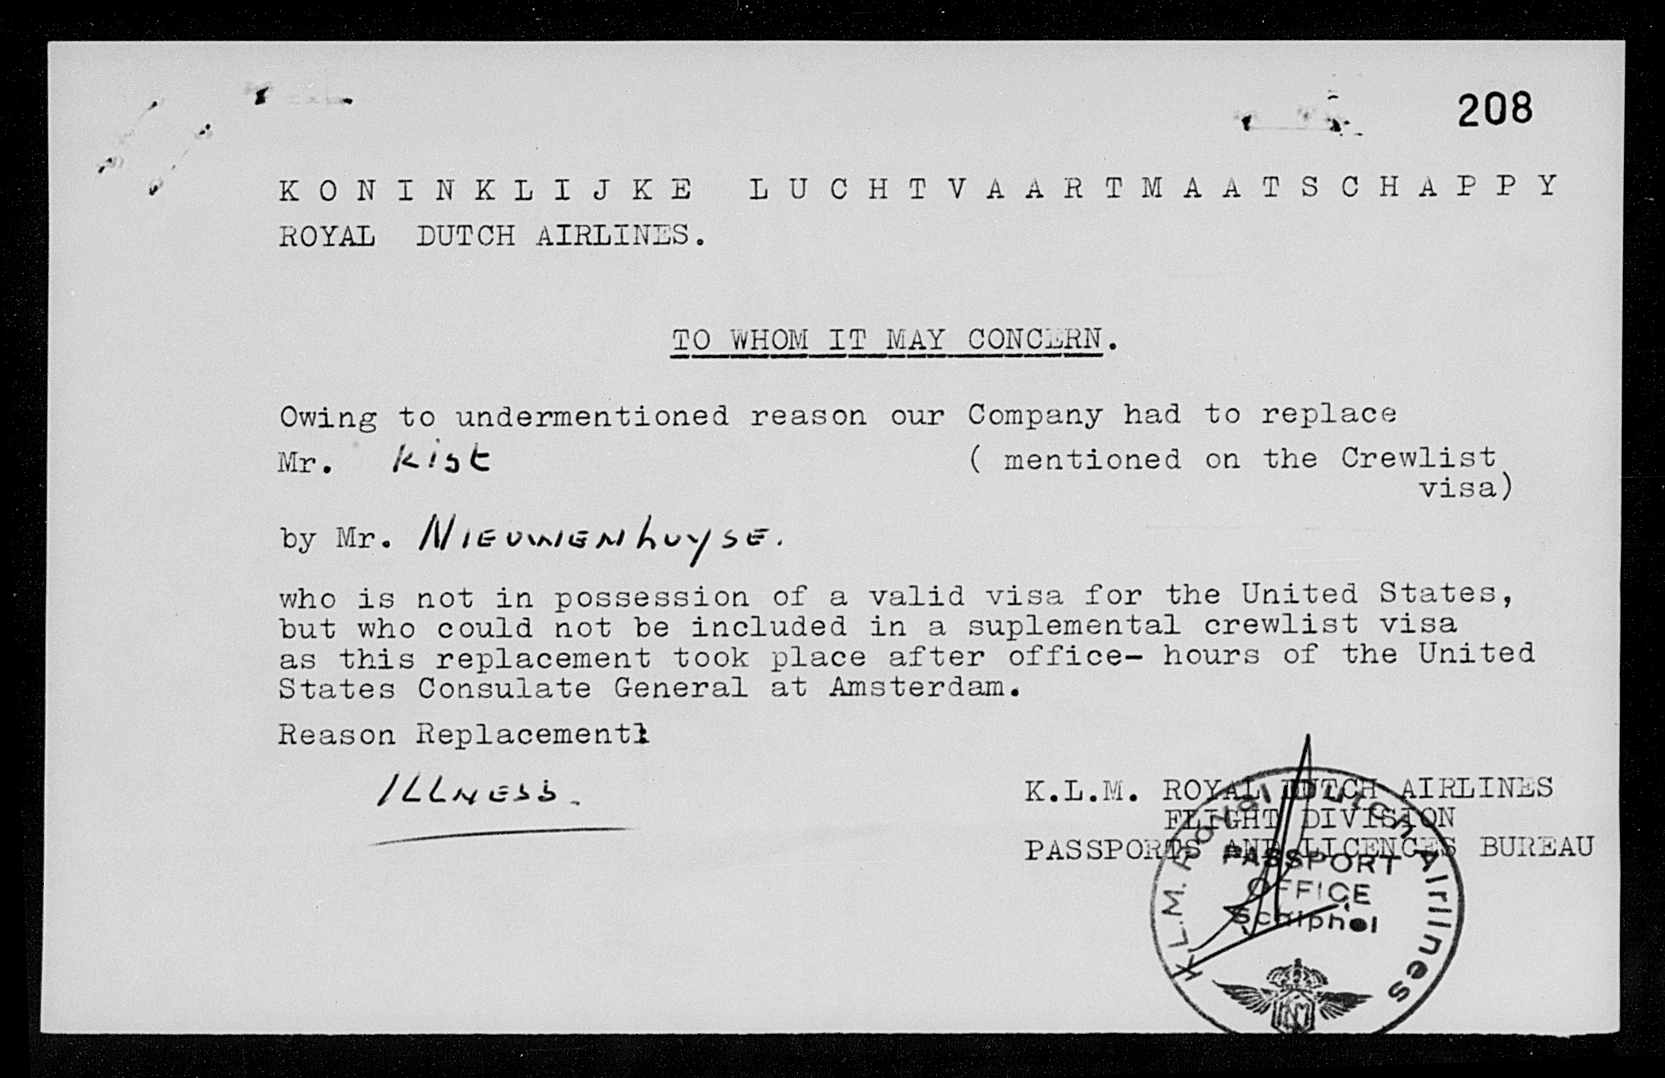 208
KONINKLIJKE LUCHTVAARTMAATSCHAPPY
ROYAL DUTCH AIRLINES.
TO WHOM IT MAY CONCERN.
Owing to undermentioned reason our Company had to replace
Mr. Kist ( mentioned on the Crewlist
visa)
by Mr. NIEUWENhuySE.
who is not in possession of a valid visa for the United States,
but who could not be included in a suplemental crewlist visa
as this replacement took place after office- hours of the United
States Consulate General at Amsterdam.
Reason Replacement:
ILLNESS.
K.L.M. ROYAL DUTCH AIRLINES
FLIGHT DIVISION
PASSPORTS AND LICENCES BUREAU
K.L.M. Royal Dutch Airlines
PASSPORT
OFFICE
Schiphol
KLM